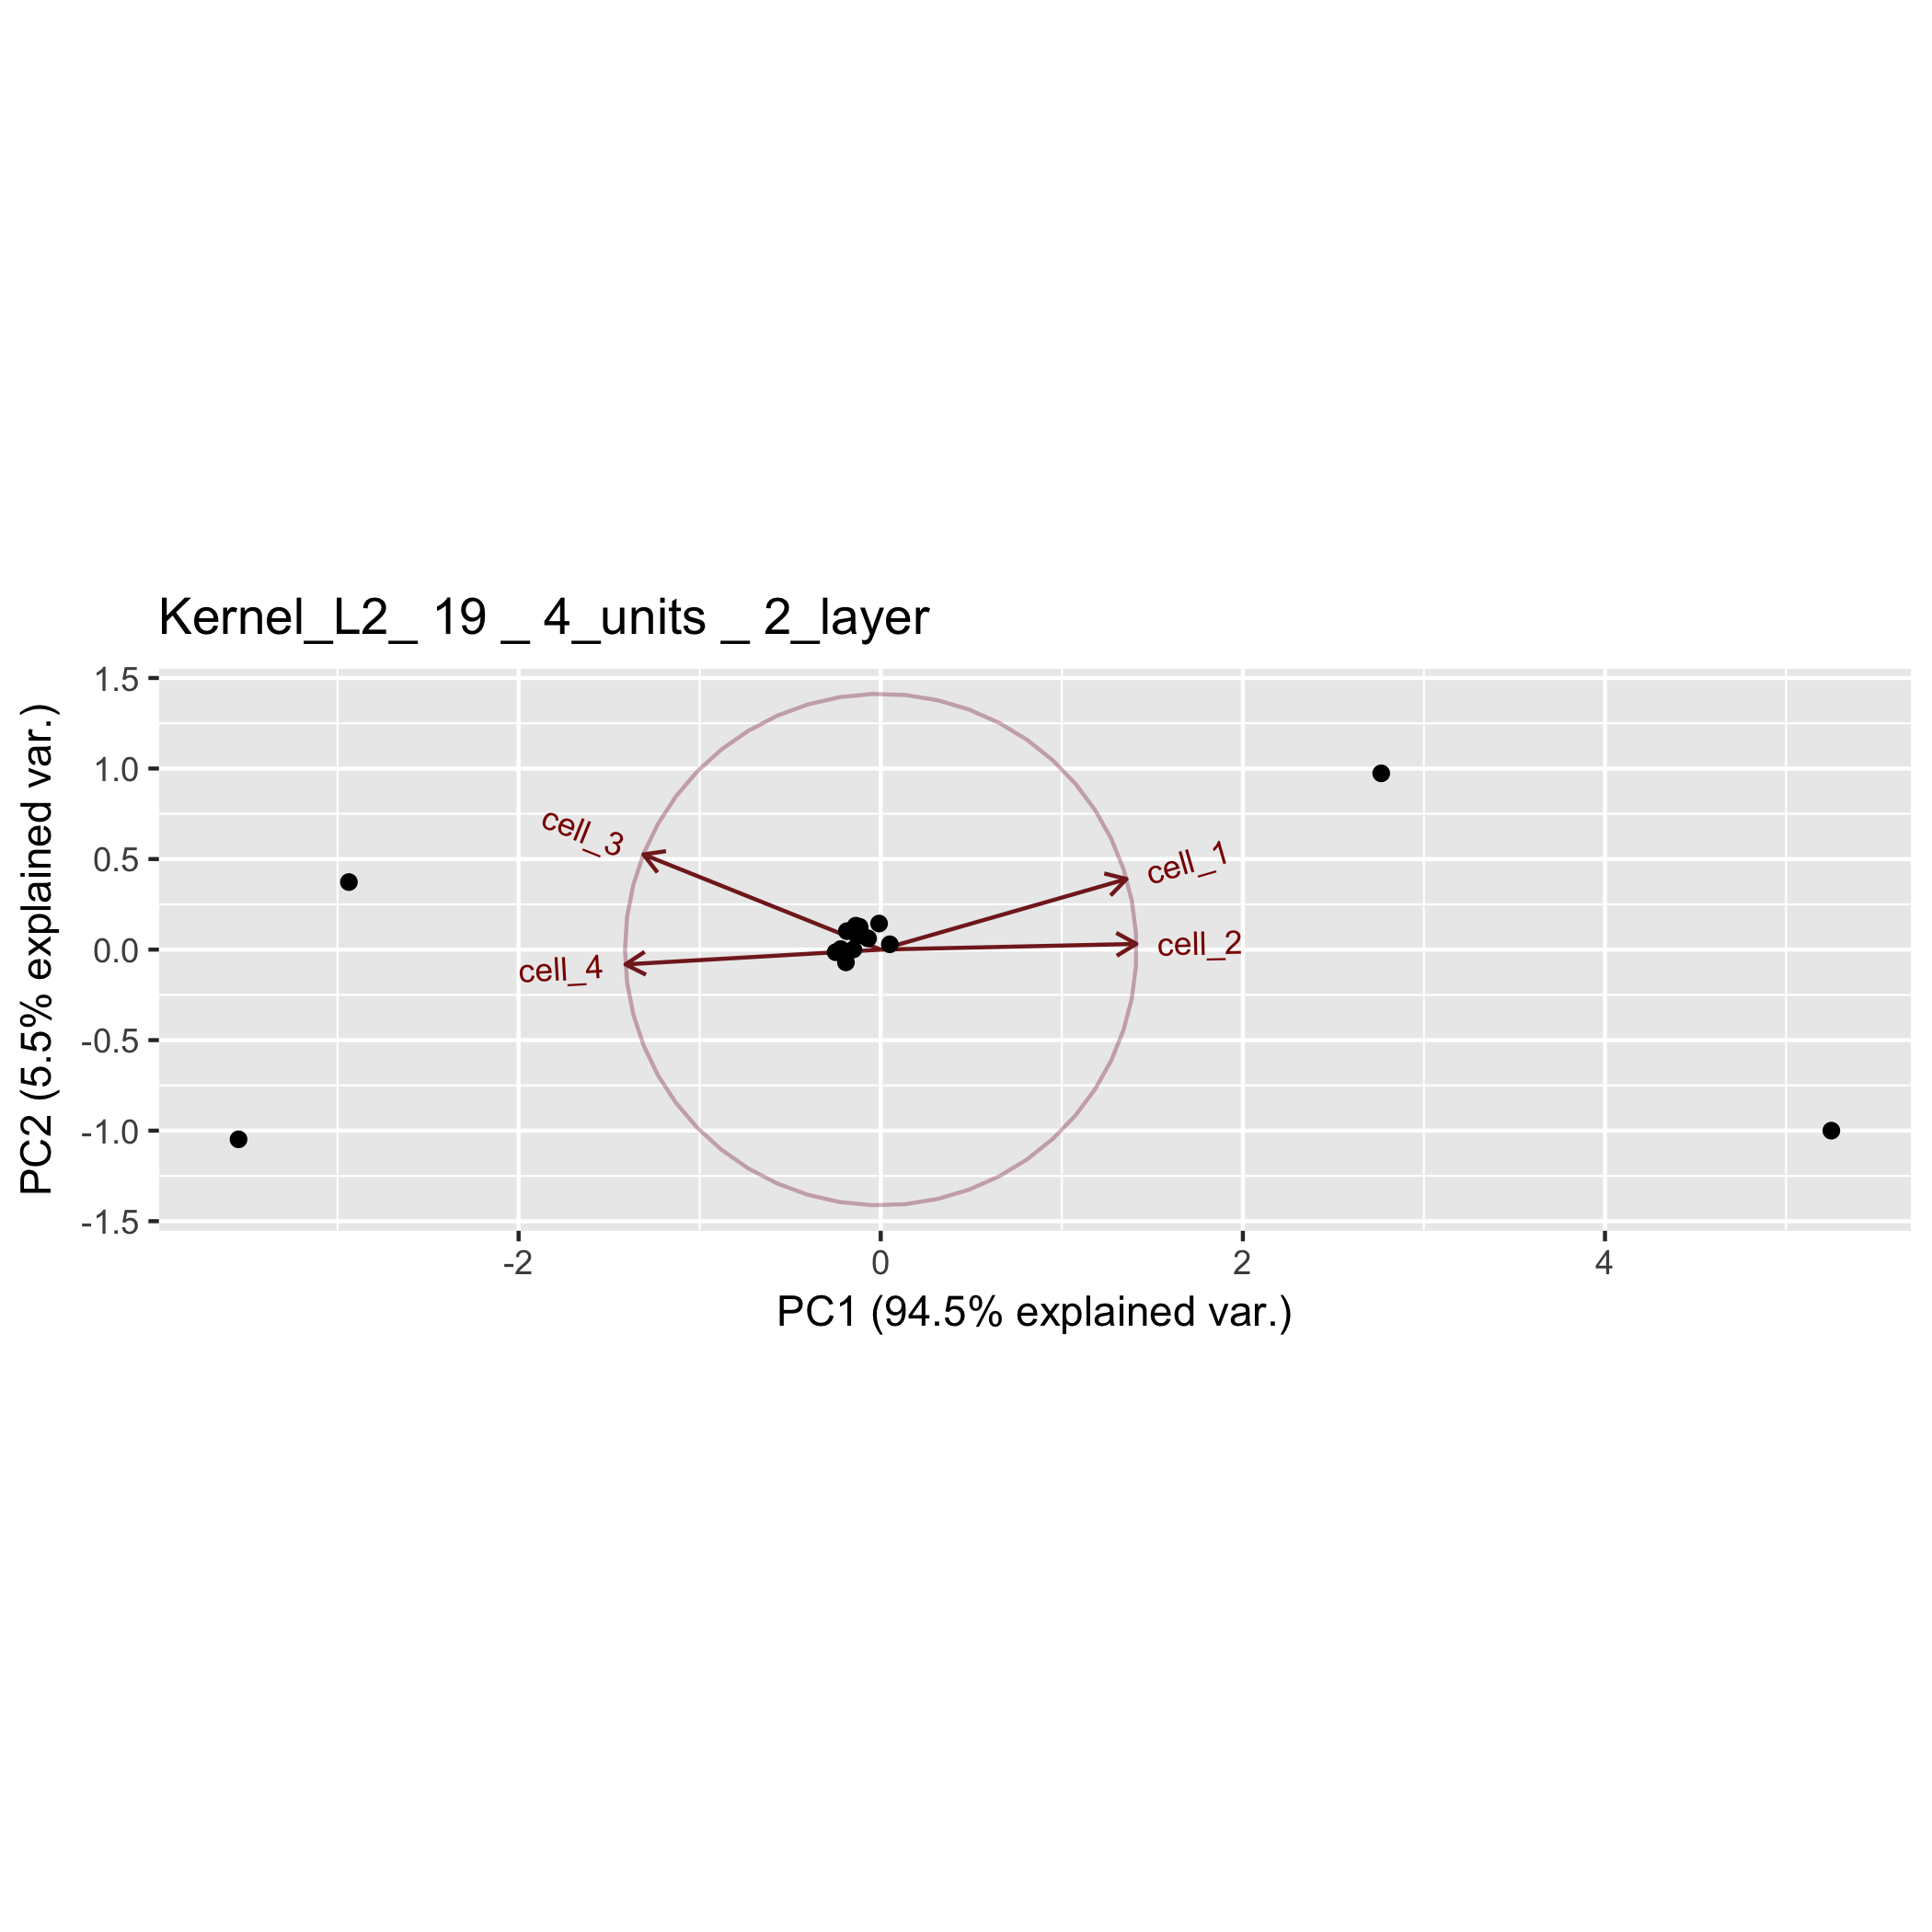 Kernel_L2_ 19 _ 4_units _ 2_layer
PC2 (5.5% explained var.)
1.5
1.0
0.5
0.0
-0.5
-1.0
-1.5
cell_3
cell_1
cell_2
cell_4
-2
0
2
4
PC1 (94.5% explained var.)